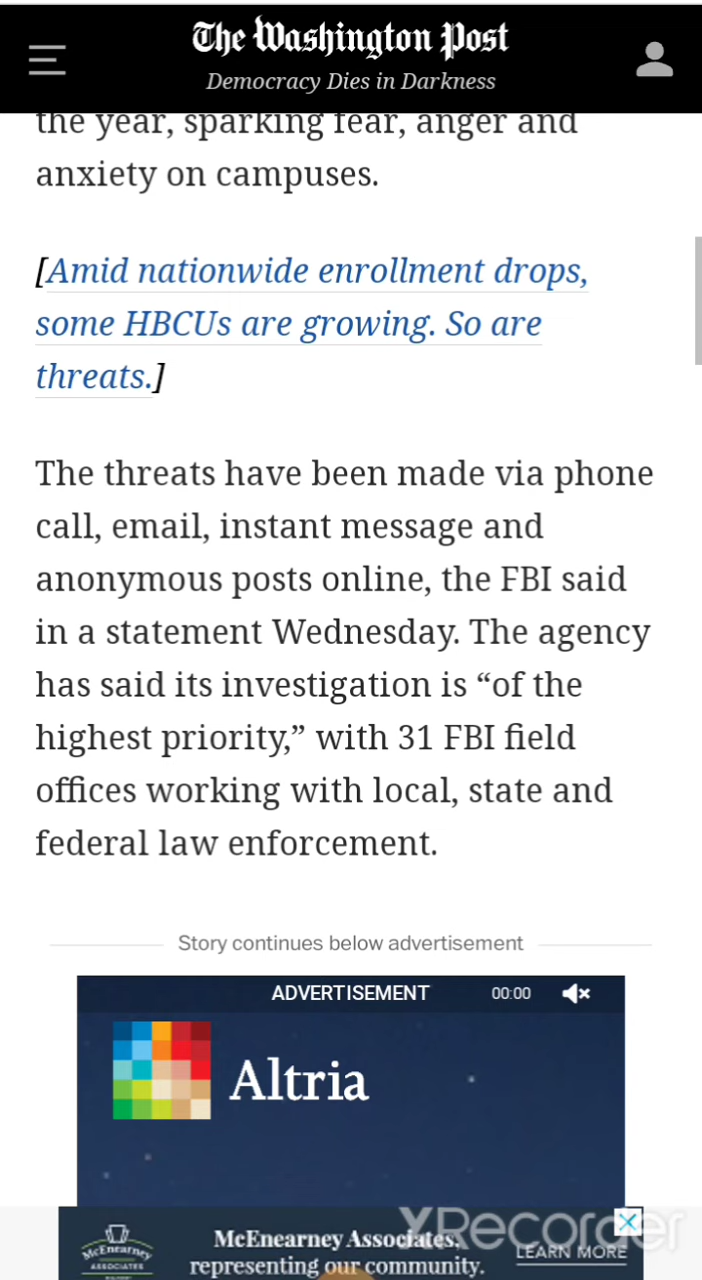 The Washington Post
Democracy Dies in Darkness
the year, sparking fear, anger and
anxiety on campuses.
[Amid nationwide enrollment drops,
some HBCUs are growing. So are
threats.]
The threats have been made via phone
call, email, instant message and
anonymous posts online, the FBI said
in a statement Wednesday. The agency
has said its investigation is “of the
highest priority,” with 31 FBI field
offices working with local, state and
federal law enforcement.
Story continues below advertisement
ADVERTISEMENT 00:00
Altria
XRecorder
McEnearney
ASSOCIATES
McEnearney Associates,
representing our community.
LEARN MORE